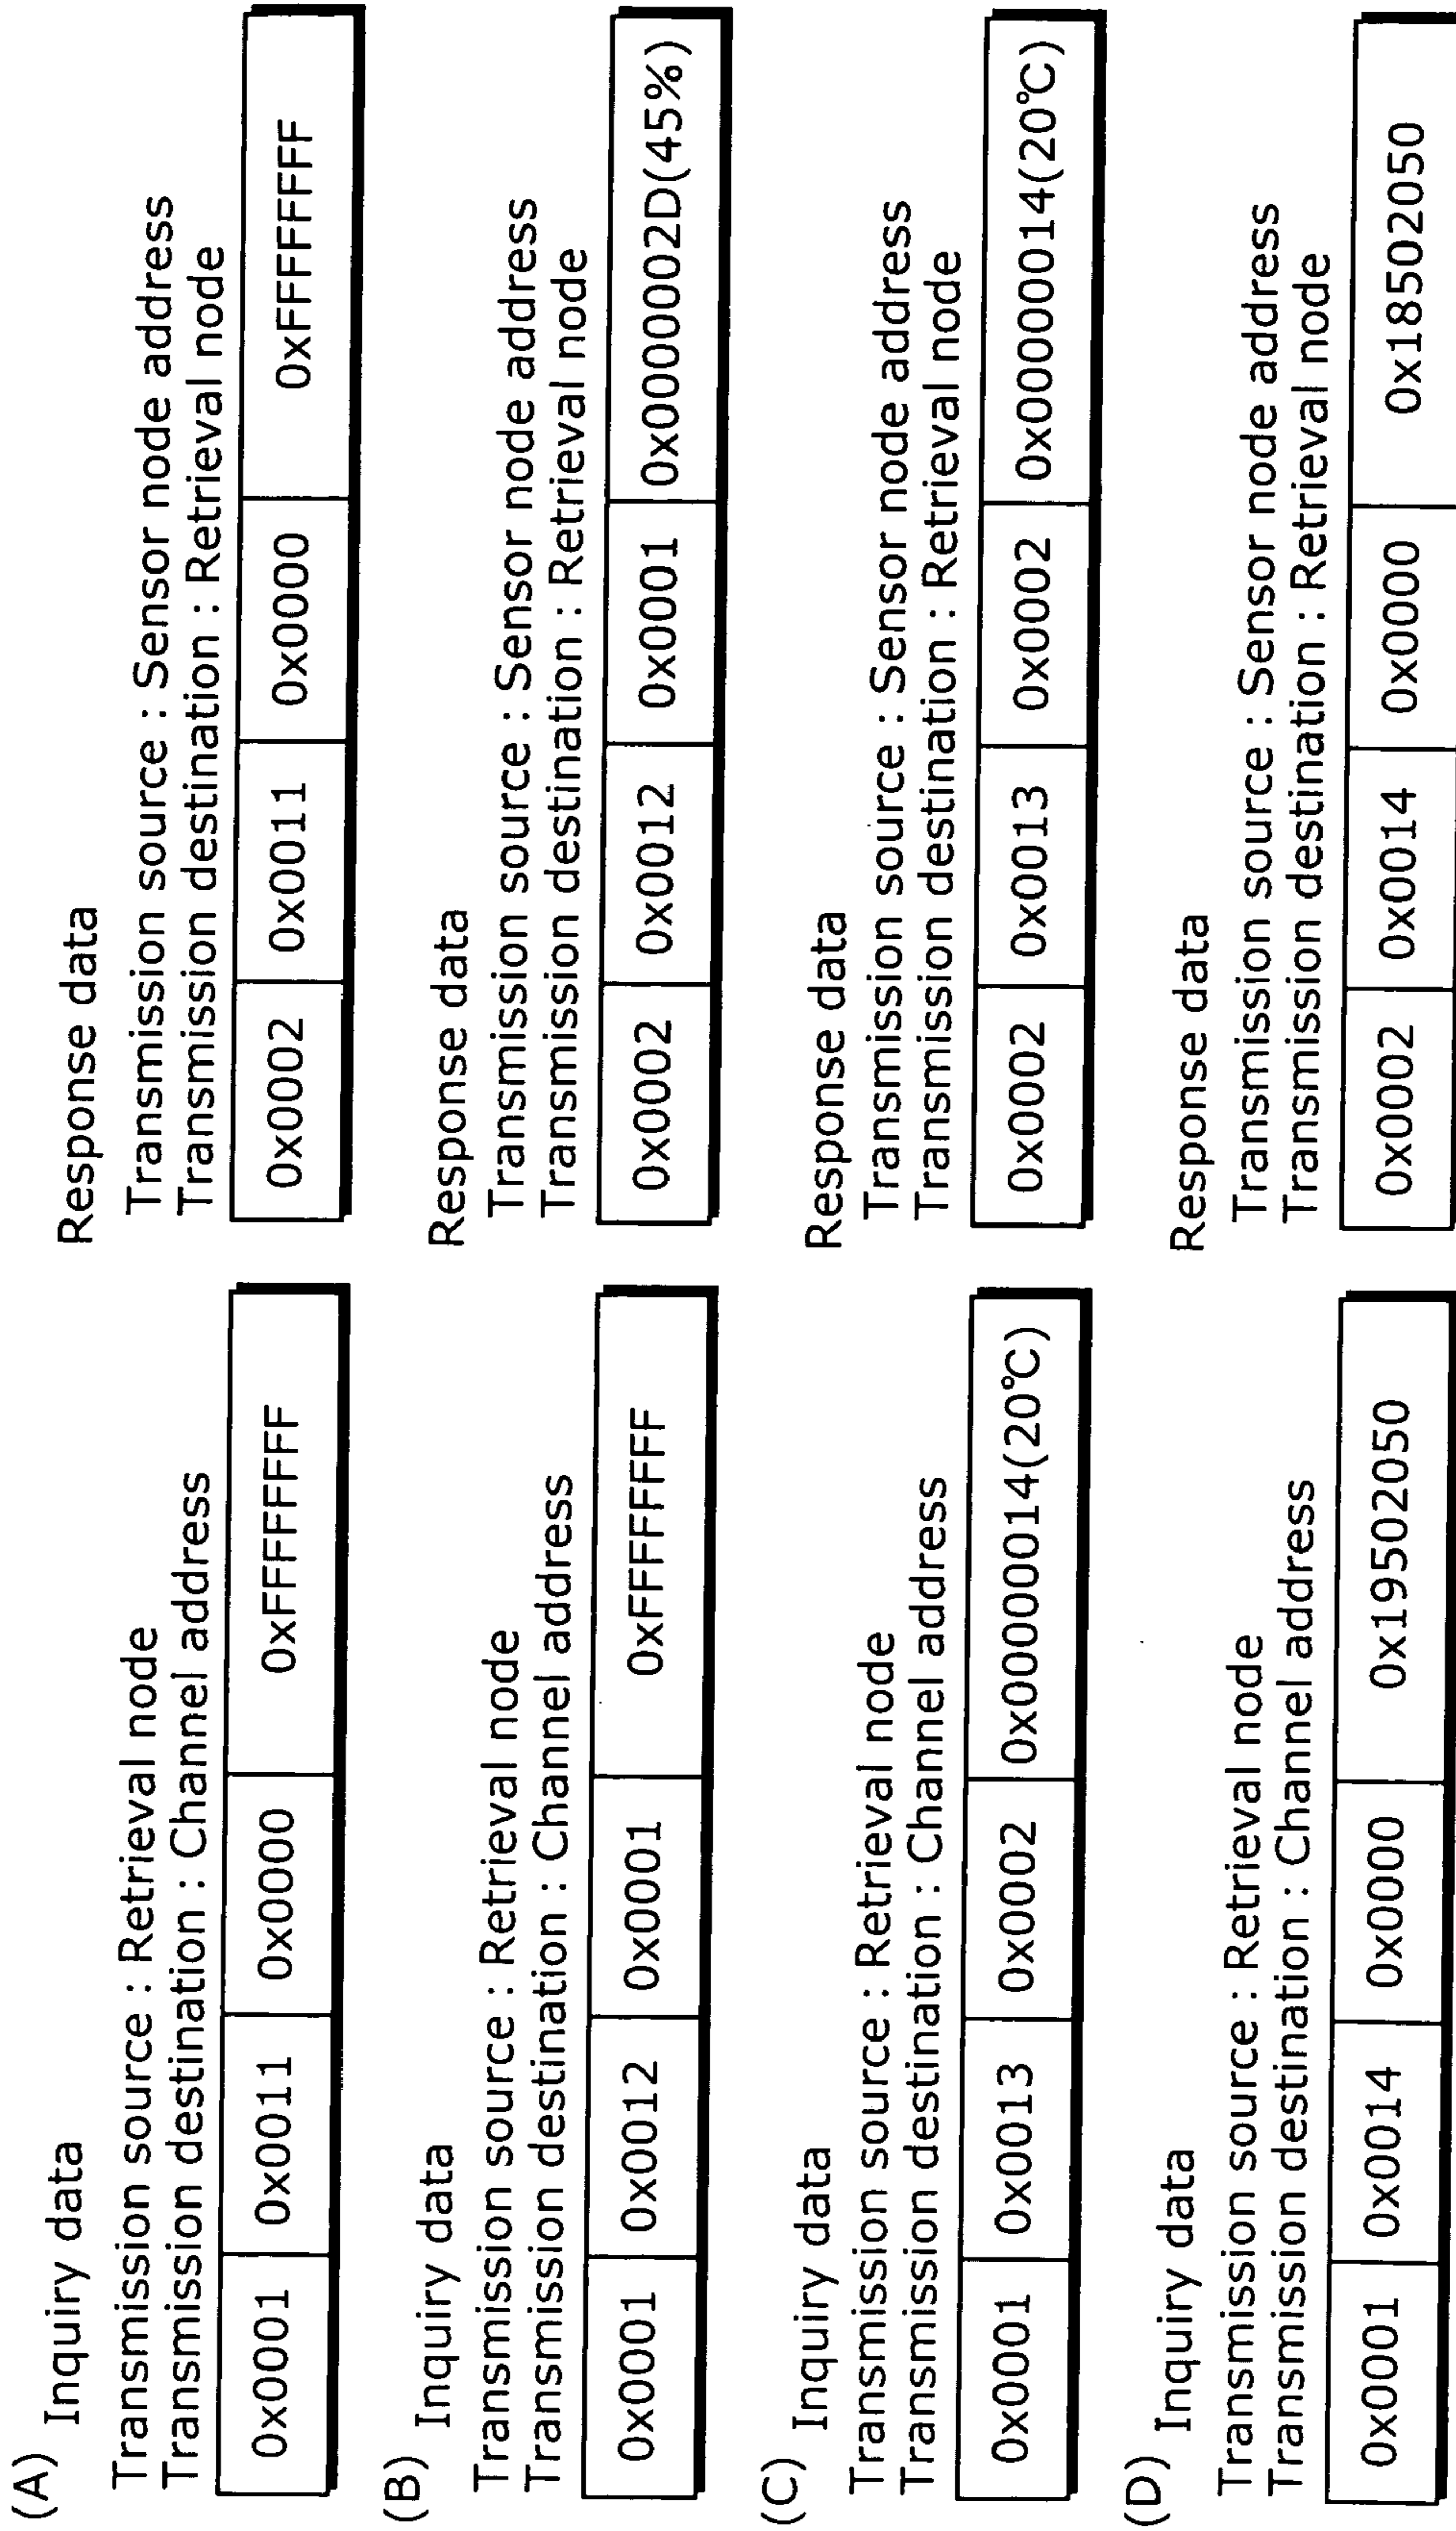 (A)
Inquiry data
Transmission source : Retrieval node
Transmission destination : Channel address
0x0001 0x0011 0x0000 0xFFFFFFFF
Response data
Transmission source : Sensor node address
Transmission destination : Retrieval node
0x0002 0x0011 0x0000 0xFFFFFFFF
(B)
Inquiry data
Transmission source : Retrieval node
Transmission destination : Channel address
0x0001 0x0012 0x0001 0xFFFFFFFF
Response data
Transmission source : Sensor node address
Transmission destination : Retrieval node
0x0002 0x0012 0x0001 0x0000002D(45%)
(C)
Inquiry data
Transmission source : Retrieval node
Transmission destination : Channel address
0x0001 0x0013 0x0002 0x00000014(20℃)
Response data
Transmission source : Sensor node address
Transmission destination : Retrieval node
0x0002 0x0013 0x0002 0x00000014(20℃)
(D)
Inquiry data
Transmission source : Retrieval node
Transmission destination : Channel address
0x0001 0x0014 0x0000 0x19502050
Response data
Transmission source : Sensor node address
Transmission destination : Retrieval node
0x0002 0x0014 0x0000 0x18502050